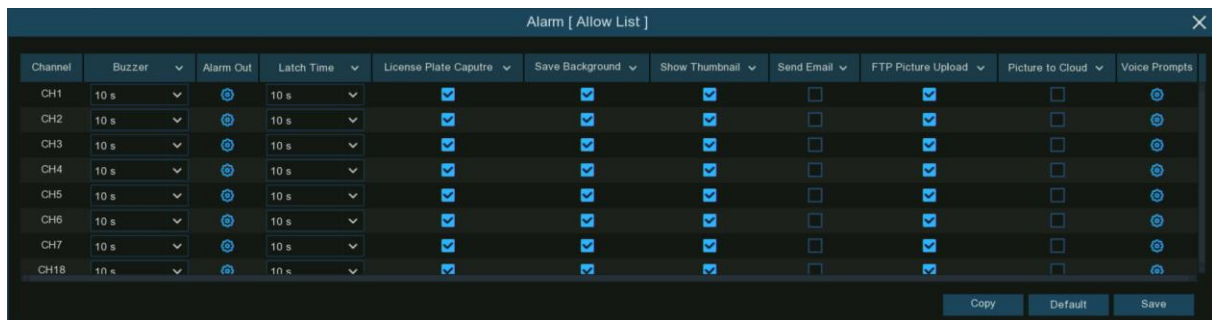 Alarm [ Allow List ]
Channel Buzzer Alarm Out Latch Time License Plate Caputre Save Background Show Thumbnail Send Email FTP Picture Upload Picture to Cloud Voice Prompts
CH1 10 s 10 s
CH2 10 s 10 s
CH3 10 s 10 s
CH4 10 s 10 s
CH5 10 s 10 s
CH6 10 s 10 s
CH7 10 s 10 s
CH18 10 s 10 s
Copy Default Save